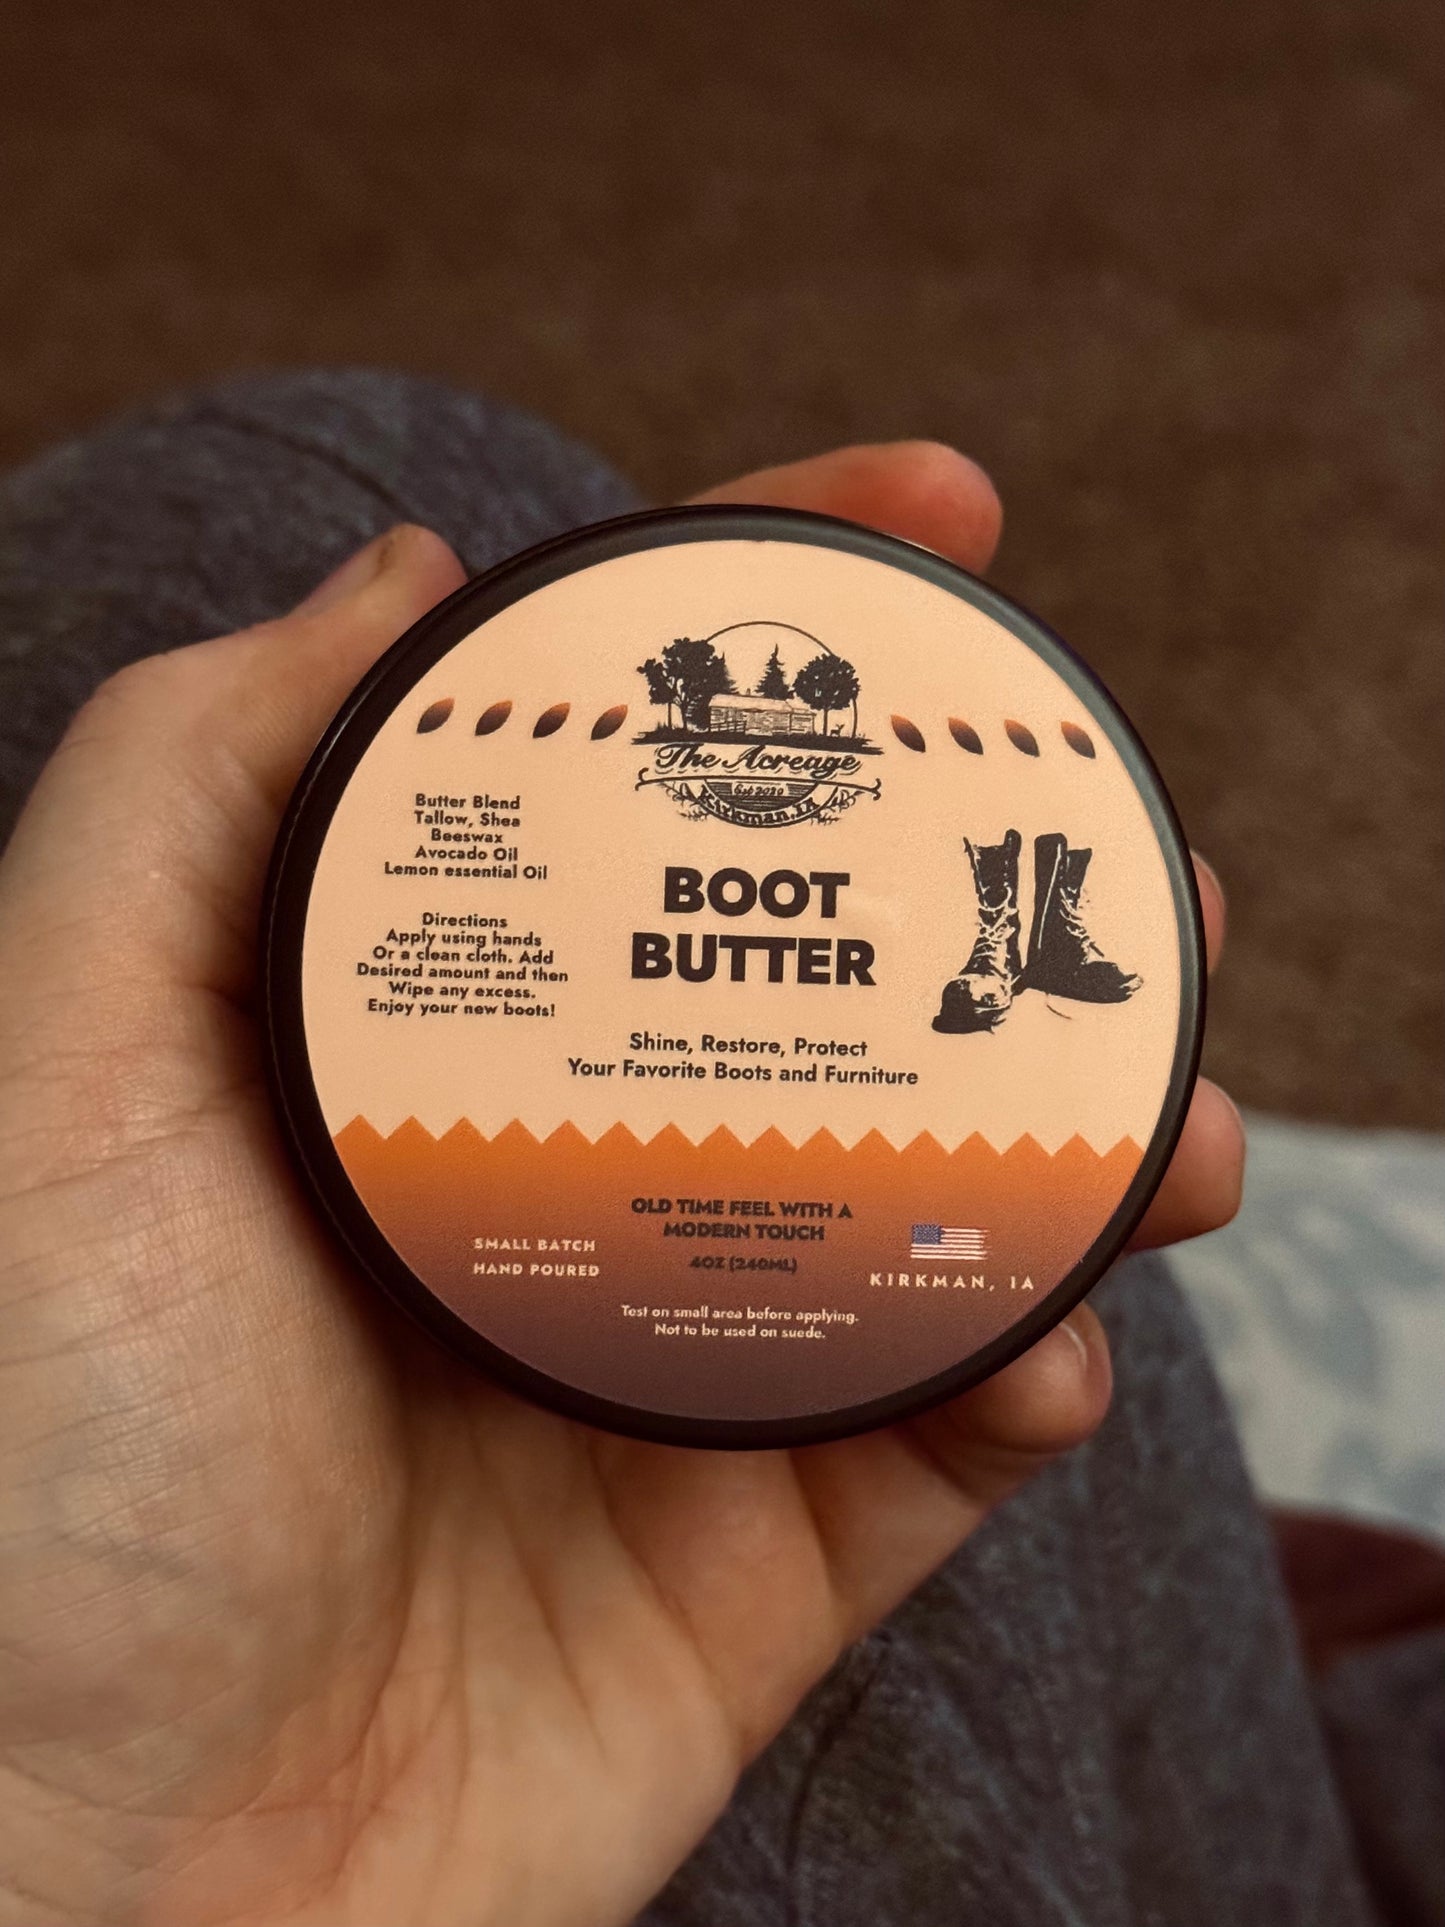 The Acreage
Est 2020
Kirkman, IA
Butter Blend
Tallow, Shea
Beeswax
Avocado Oil
Lemon essential Oil
Directions
Apply using hands
Or a clean cloth. Add
Desired amount and then
Wipe any excess.
Enjoy your new boots!
BOOT
BUTTER
Shine, Restore, Protect
Your Favorite Boots and Furniture
OLD TIME FEEL WITH A
MODERN TOUCH
4OZ (240ML)
SMALL BATCH
HAND POURED
KIRKMAN, IA
Test on small area before applying.
Not to be used on suede.